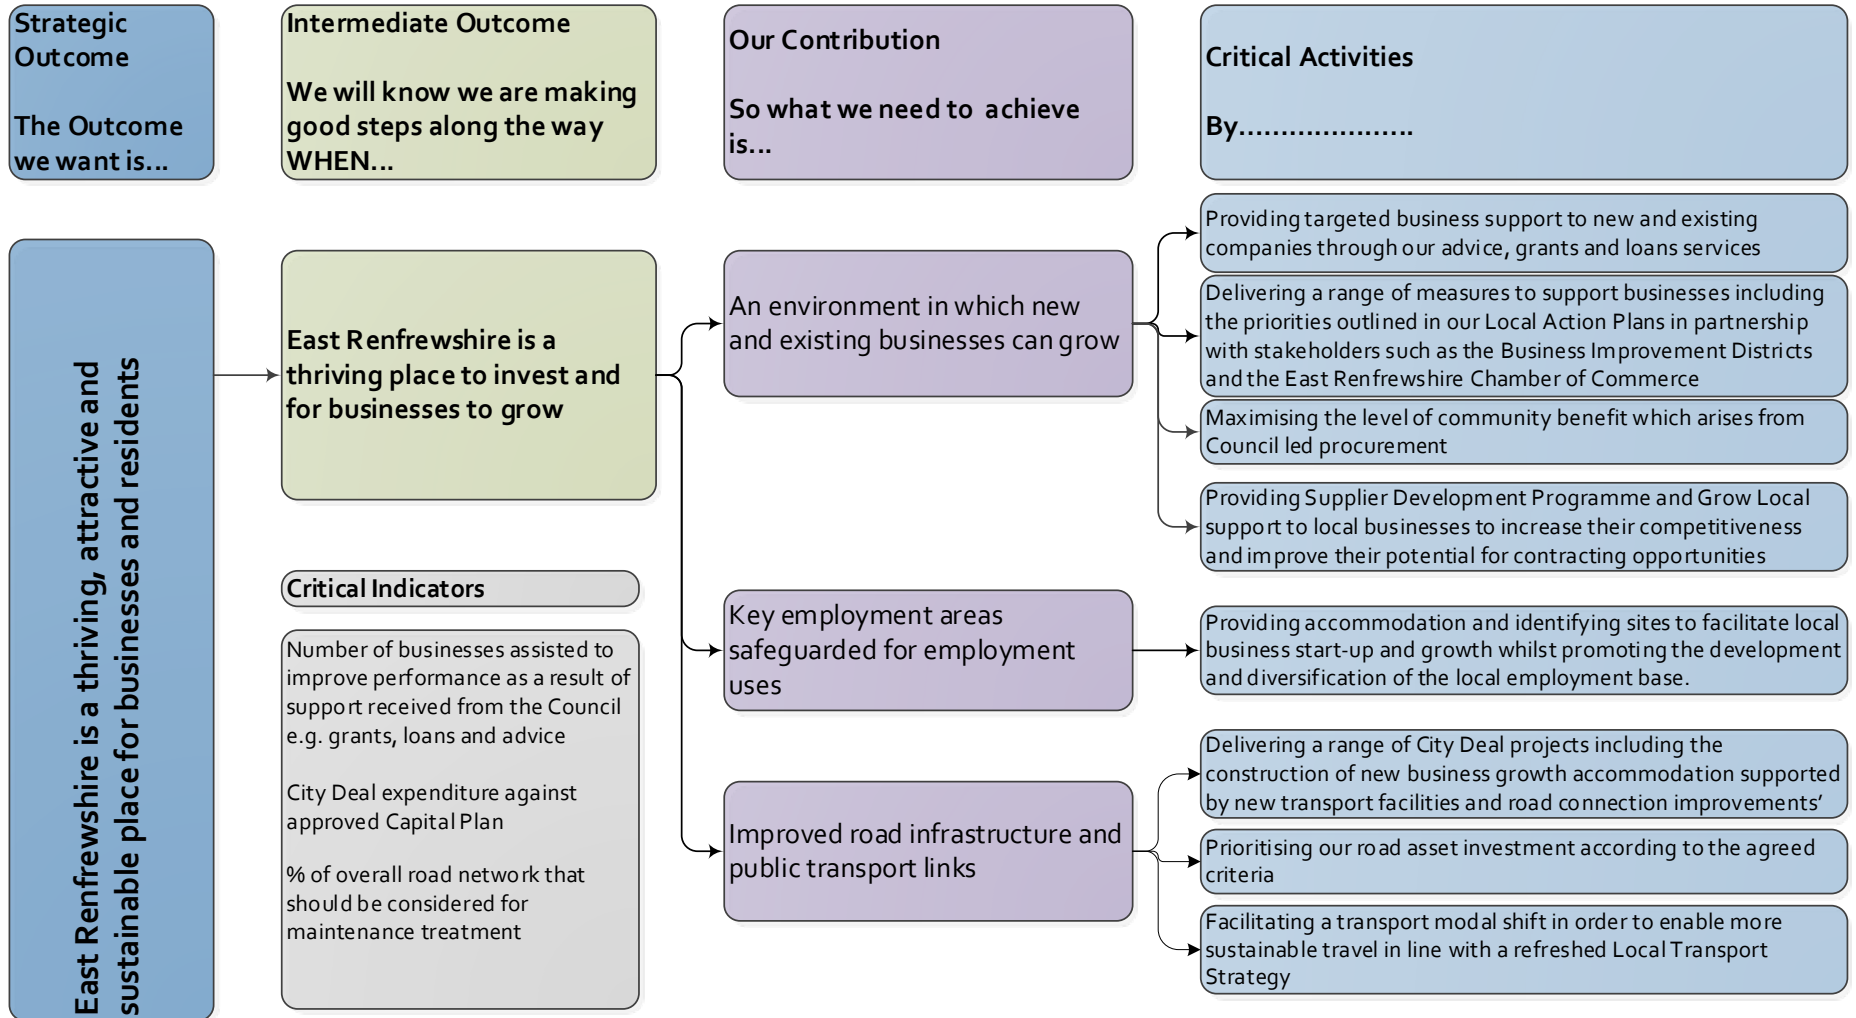 Strategic
Outcome
The Outcome
we want is...
Intermediate Outcome
We will know we are making
good steps along the way
WHEN...
Our Contribution
So what we need to achieve
is...
Critical Activities
By.....................
East Renfrewshire is a thriving, attractive and
sustainable place for businesses and residents
East Renfrewshire is a
thriving place to invest and
for businesses to grow
Critical Indicators
Number of businesses assisted to
improve performance as a result of
support received from the Council
e.g. grants, loans and advice
City Deal expenditure against
approved Capital Plan
% of overall road network that
should be considered for
maintenance treatment
An environment in which new
and existing businesses can grow
Key employment areas
safeguarded for employment
uses
Improved road infrastructure and
public transport links
Providing targeted business support to new and existing
companies through our advice, grants and loans services
Delivering a range of measures to support businesses including
the priorities outlined in our Local Action Plans in partnership
with stakeholders such as the Business Improvement Districts
and the East Renfrewshire Chamber of Commerce
Maximising the level of community benefit which arises from
Council led procurement
Providing Supplier Development Programme and Grow Local
support to local businesses to increase their competitiveness
and improve their potential for contracting opportunities
Providing accommodation and identifying sites to facilitate local
business start-up and growth whilst promoting the development
and diversification of the local employment base.
Delivering a range of City Deal projects including the
construction of new business growth accommodation supported
by new transport facilities and road connection improvements’
Prioritising our road asset investment according to the agreed
criteria
Facilitating a transport modal shift in order to enable more
sustainable travel in line with a refreshed Local Transport
Strategy